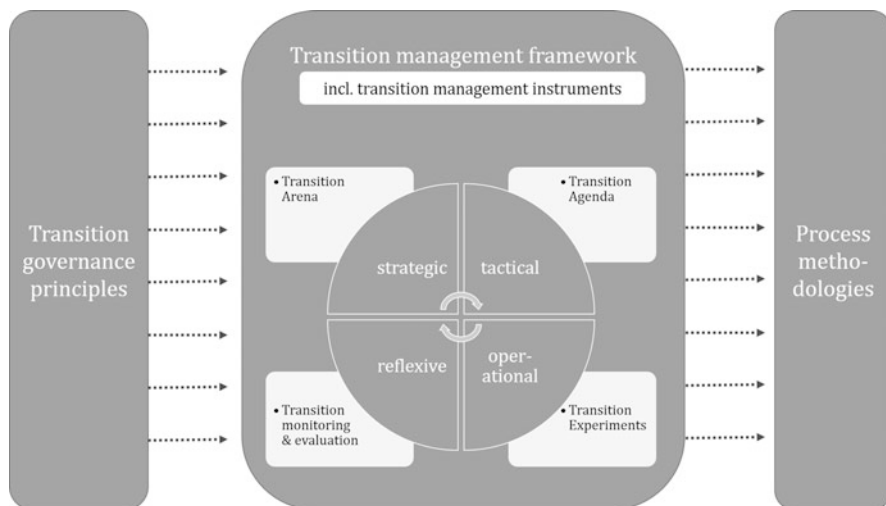 Transition
governance
principles
Transition management framework
incl. transition management instruments
• Transition
Arena
• Transition
Agenda
strategic
tactical
reflexive
oper-
ational
• Transition
monitoring
& evaluation
• Transition
Experiments
Process
metho-
dologies